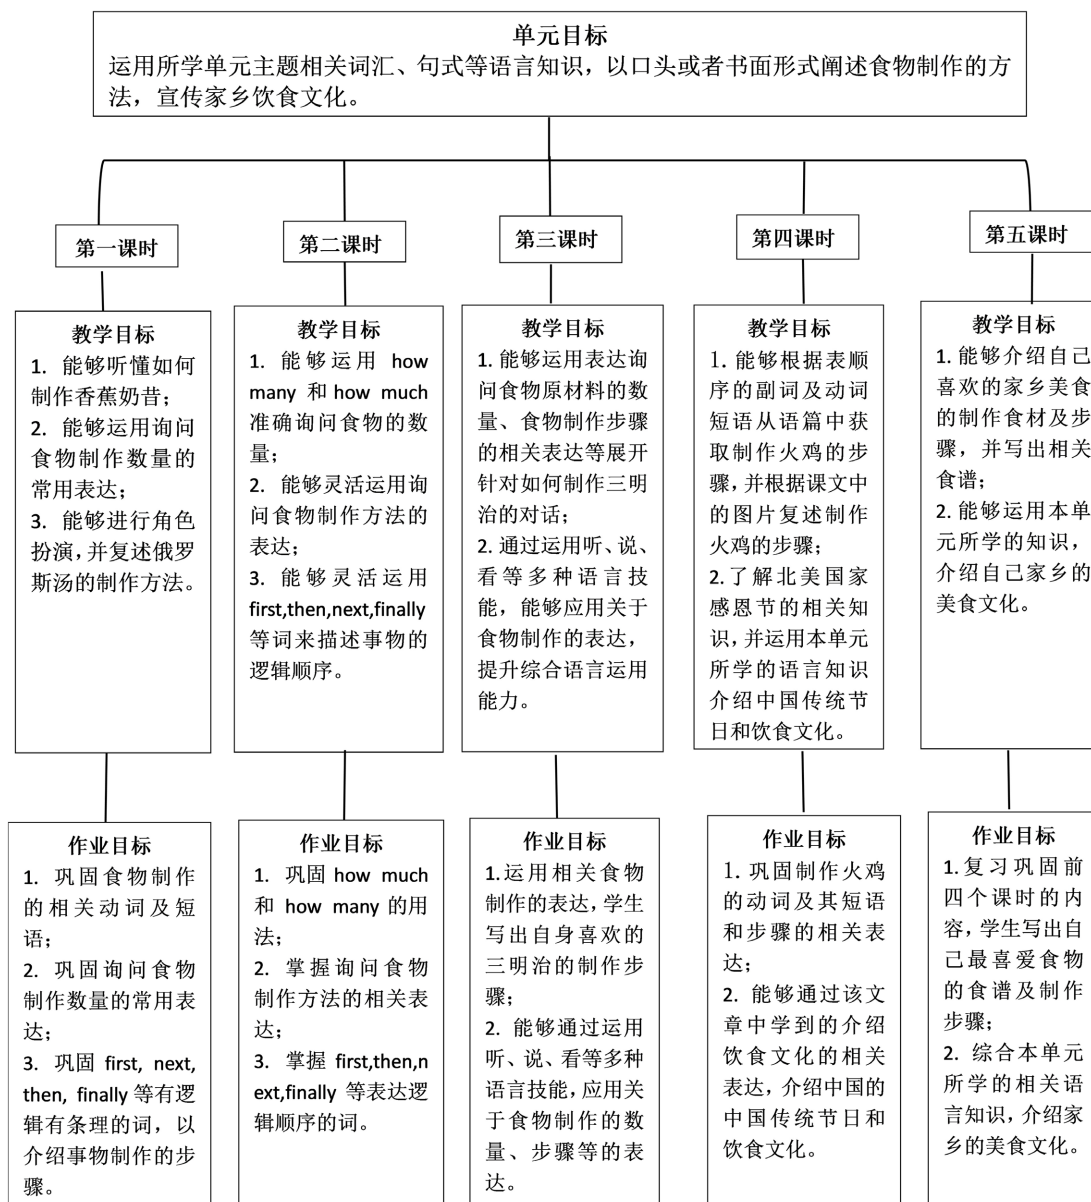 单元目标
运用所学单元主题相关词汇、句式等语言知识，以口头或者书面形式阐述食物制作的方
法，宣传家乡饮食文化。
第一课时
教学目标
1. 能够听懂如何
制作香蕉奶昔；
2. 能够运用询问
食物制作数量的
常用表达；
3. 能够进行角色
扮演，并复述俄罗
斯汤的制作方法。
作业目标
1. 巩固食物制作
的相关动词及短
语；
2. 巩固询问食物
制作数量的常用表
达；
3. 巩固 first, next,
then, finally 等有逻
辑有条理的词，以
介绍事物制作的步
骤。
第二课时
教学目标
1. 能够运用 how
many 和 how much
准确询问食物的数
量；
2. 能够灵活运用询
问食物制作方法的
表达；
3. 能够灵活运用
first,then,next,finally
等词来描述事物的
逻辑顺序。
作业目标
1. 巩固 how much
和 how many 的用
法；
2. 掌握询问食物
制作方法的相关表
达；
3. 掌握 first,then,n
ext,finally 等表达逻
辑顺序的词。
第三课时
教学目标
1. 能够运用表达询
问食物原材料的数
量、食物制作步骤
的相关表达等展开
针对如何制作三明
治的对话；
2. 通过运用听、说、
看等多种语言技
能，能够应用关于
食物制作的表达，
提升综合语言运用
能力。
作业目标
1.运用相关食物
制作的表达，学生
写出自身喜欢的
三明治的制作步
骤；
2. 能够通过运用
听、说、看等多种
语言技能，应用关
于食物制作的数
量、步骤等的表
达。
第四课时
教学目标
1. 能够根据表顺
序的副词及动词
短语从语篇中获
取制作火鸡的步
骤，并根据课文中
的图片复述制作
火鸡的步骤；
2.了解北美国家
感恩节的相关知
识，并运用本单元
所学的语言知识
介绍中国传统节
日和饮食文化。
作业目标
1. 巩固制作火鸡
的动词及其短语
和步骤的相关表
达；
2. 能够通过该文
章中学到的介绍
饮食文化的相关
表达，介绍中国的
中国传统节日和
饮食文化。
第五课时
教学目标
1. 能够介绍自己
喜欢的家乡美食
的制作食材及步
骤，并写出相关
食谱；
2. 能够运用本单
元所学的知识，
介绍自己家乡的
美食文化。
作业目标
1.复习巩固前
四个课时的内
容，学生写出自
己最喜爱食物
的食谱及制作
步骤；
2. 综合本单元
所学的相关语
言知识，介绍家
乡的美食文化。